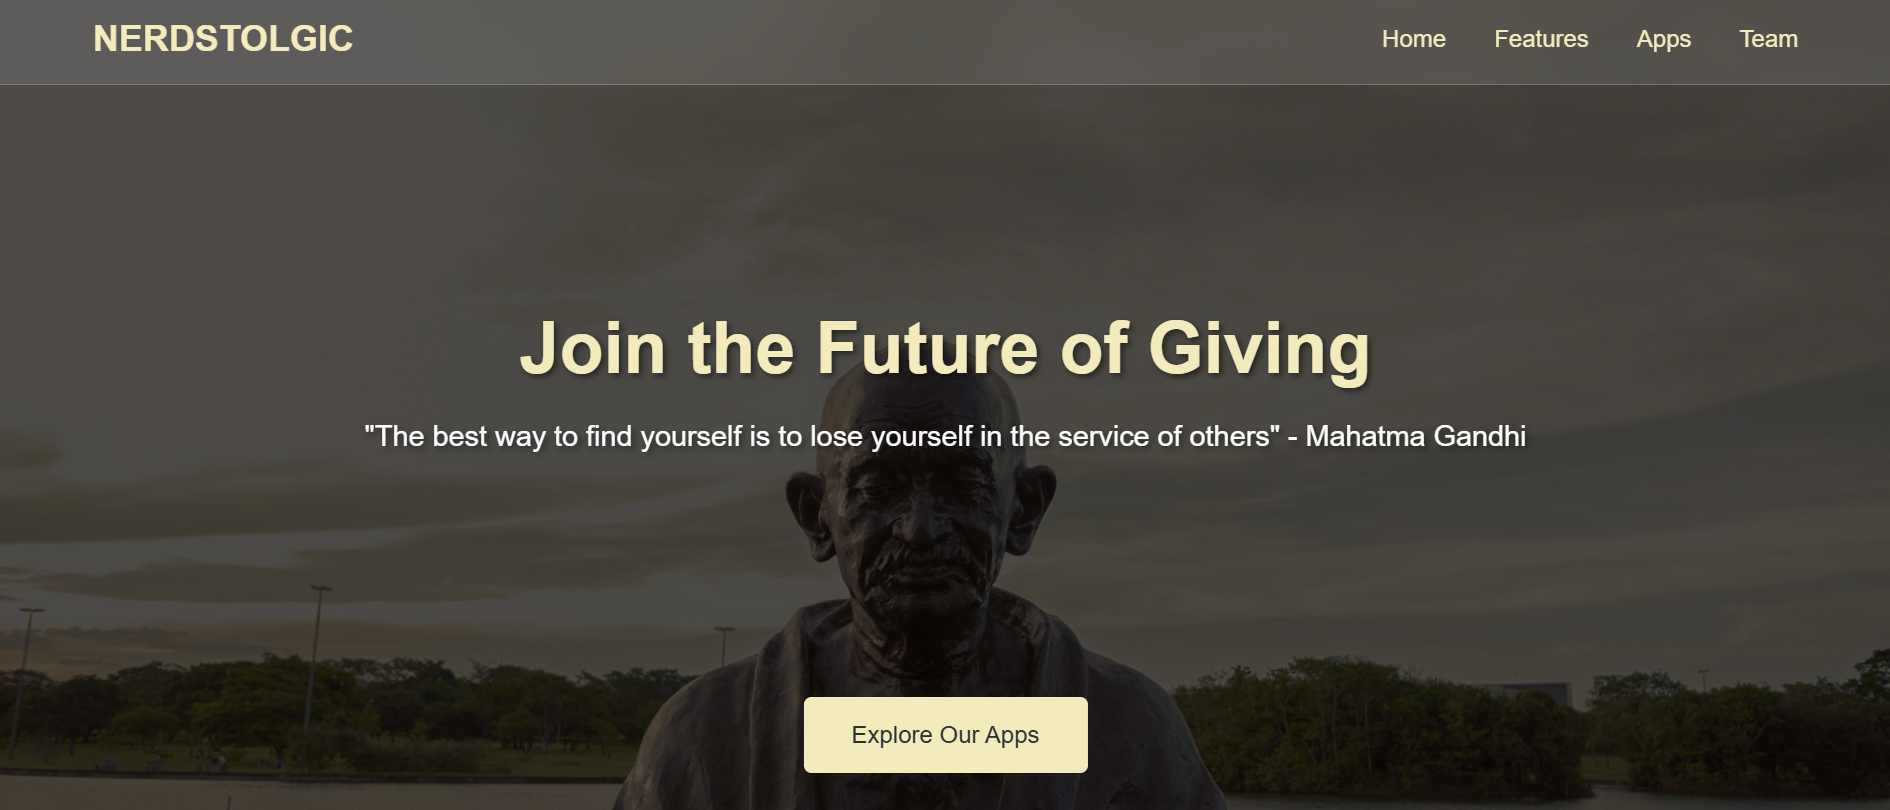 NERDSTOLGIC
Home Features Apps Team
Join the Future of Giving
"The best way to find yourself is to lose yourself in the service of others" - Mahatma Gandhi
Explore Our Apps